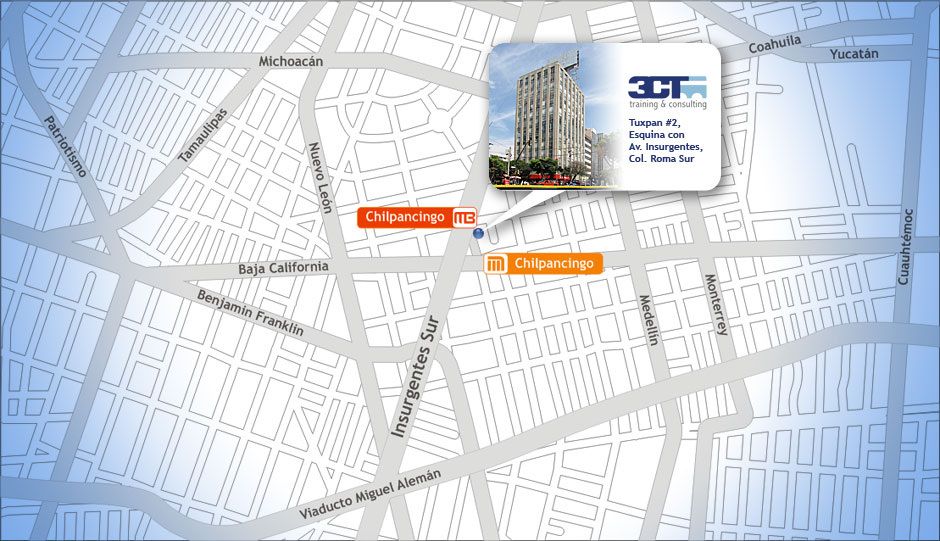 Coahuila
Yucatán
Michoacán
3CT
training & consulting
Tuxpan #2,
Esquina con
Av. Insurgentes,
Col. Roma Sur
Patriotismo
Tamaulipas
Nuevo León
Chilpancingo MB
Cuauhtémoc
Chilpancingo
Baja California
Benjamín Franklin
Medellín
Monterrey
Insurgentes Sur
Viaducto Miguel Alemán